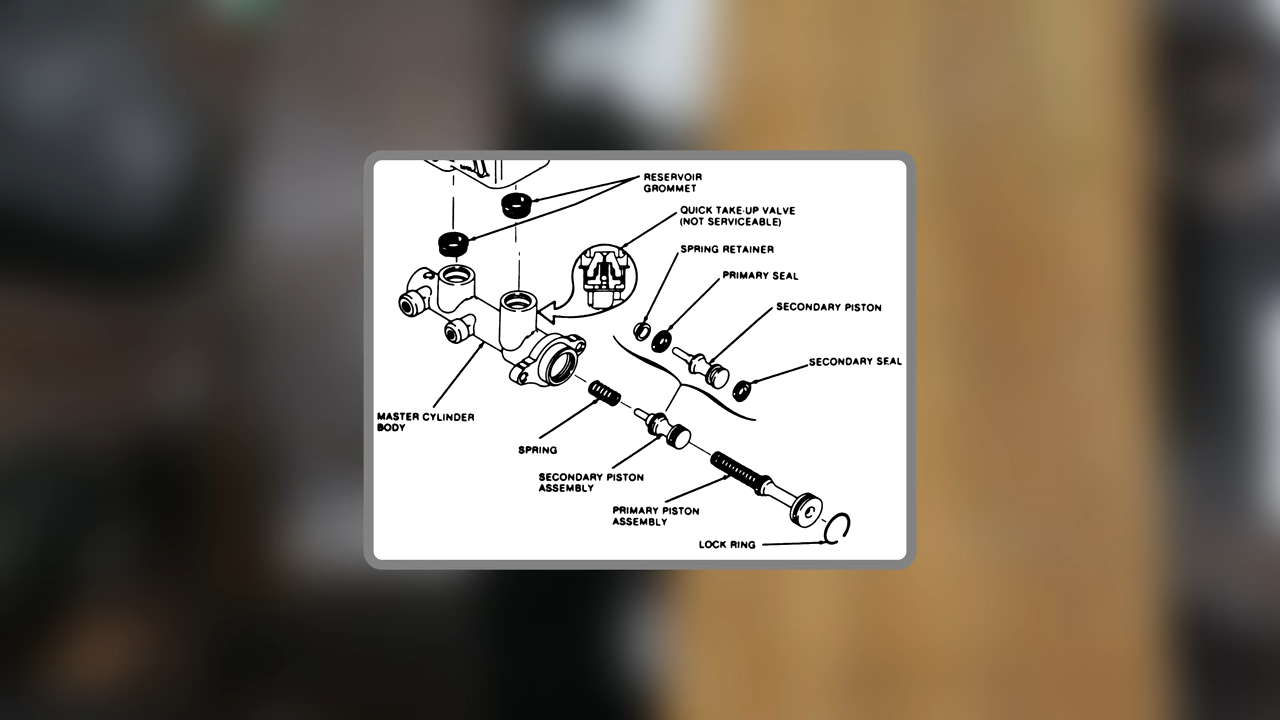 RESERVOIR
GROMMET
QUICK TAKE-UP VALVE
(NOT SERVICEABLE)
SPRING RETAINER
PRIMARY SEAL
SECONDARY PISTON
SECONDARY SEAL
MASTER CYLINDER
BODY
SPRING
SECONDARY PISTON
ASSEMBLY
PRIMARY PISTON
ASSEMBLY
LOCK RING